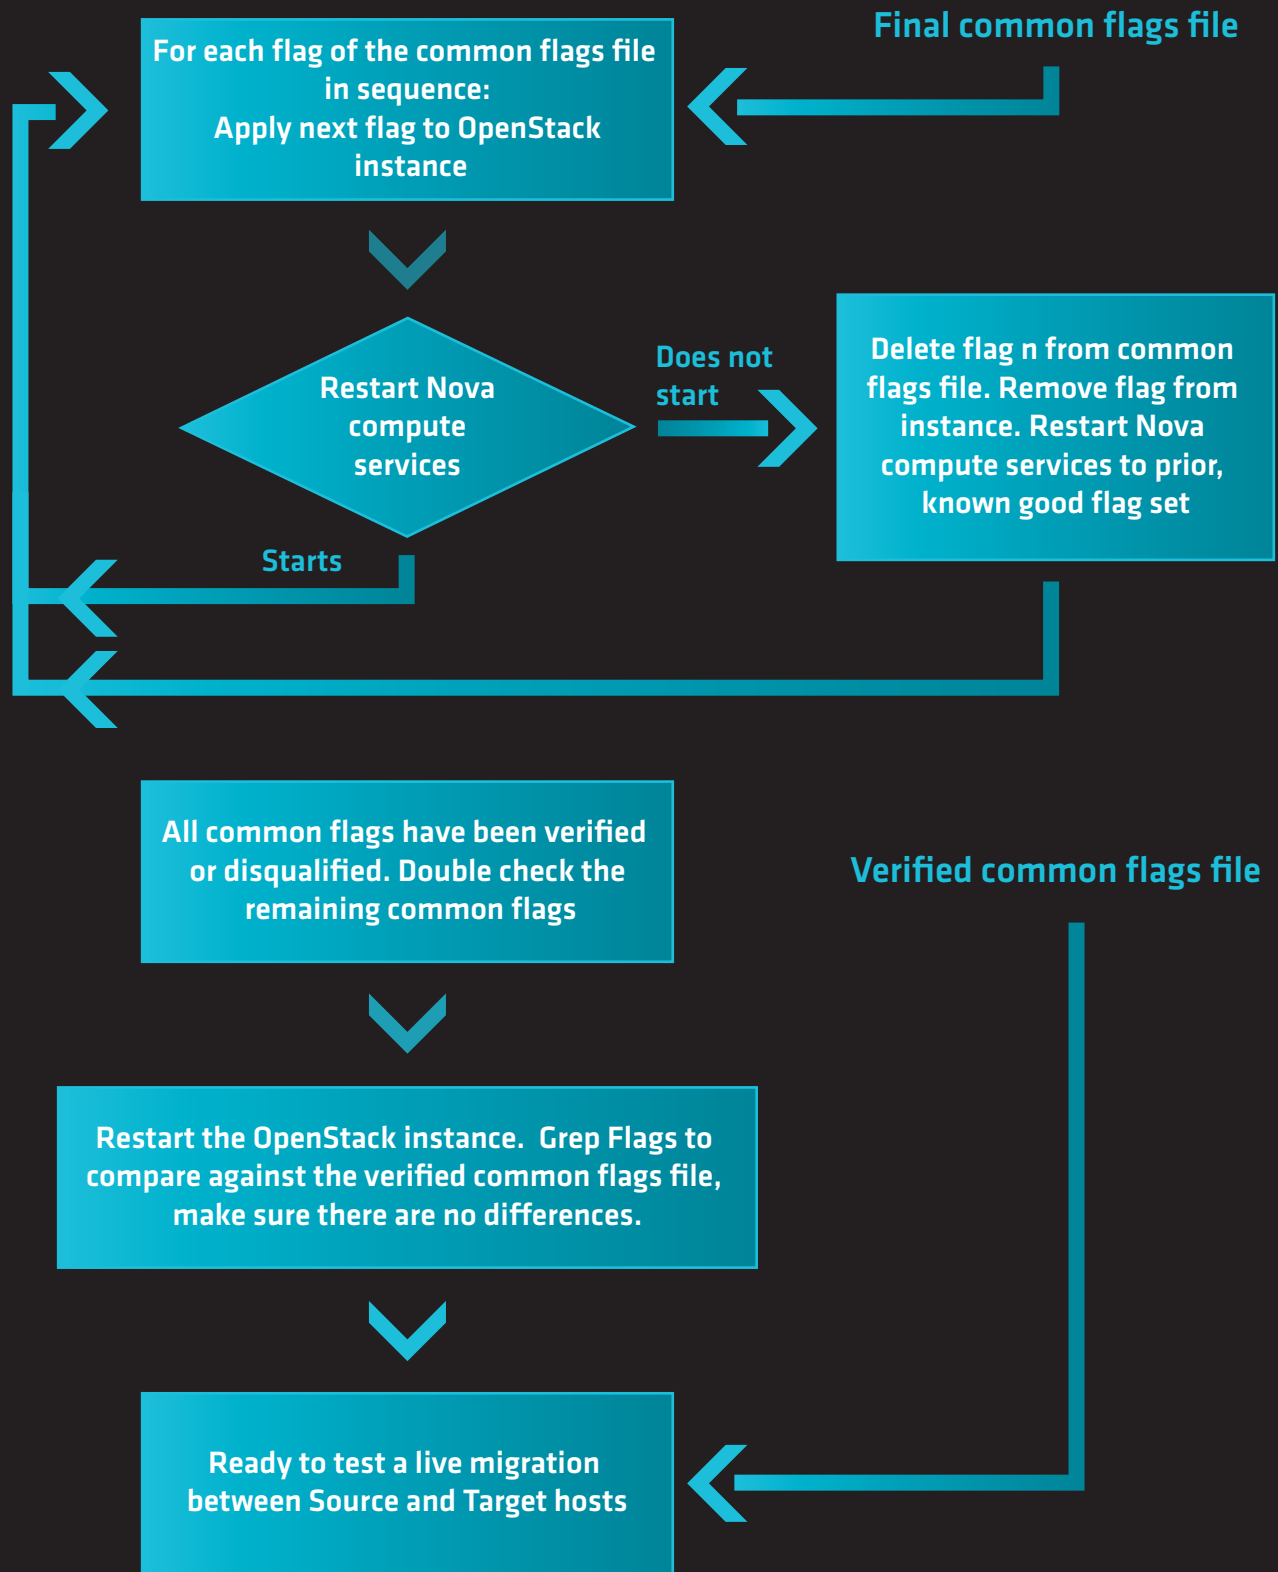 Final common flags file
For each flag of the common flags file
in sequence:
Apply next flag to OpenStack
instance
Restart Nova
compute
services
Does not
start
Delete flag n from common
flags file. Remove flag from
instance. Restart Nova
compute services to prior,
known good flag set
Starts
All common flags have been verified
or disqualified. Double check the
remaining common flags
Verified common flags file
Restart the OpenStack instance.  Grep Flags to
compare against the verified common flags file,
make sure there are no differences.
Ready to test a live migration
between Source and Target hosts